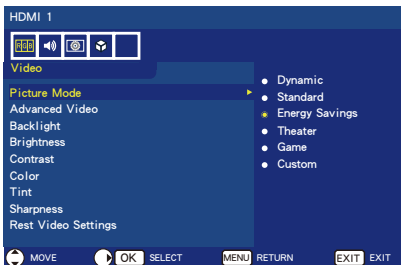 HDMI 1
RGB
Video
Picture Mode
Advanced Video
Backlight
Brightness
Contrast
Color
Tint
Sharpness
Rest Video Settings
Dynamic
Standard
Energy Savings
Theater
Game
Custom
MOVE OK SELECT MENU RETURN EXIT EXIT